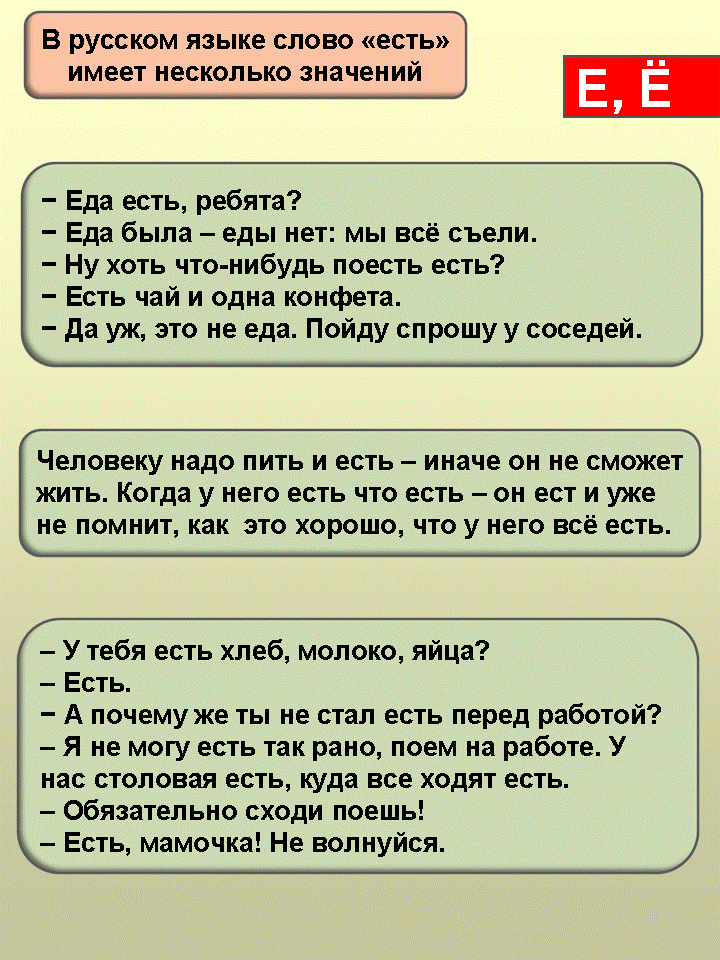 В русском языке слово «есть»
имеет несколько значений
Е, Ё
− Еда есть, ребята?
− Еда была – еды нет: мы всё съели.
− Ну хоть что-нибудь поесть есть?
− Есть чай и одна конфета.
− Да уж, это не еда. Пойду спрошу у соседей.
Человеку надо пить и есть – иначе он не сможет
жить. Когда у него есть что есть – он ест и уже
не помнит, как  это хорошо, что у него всё есть.
– У тебя есть хлеб, молоко, яйца?
– Есть.
− А почему же ты не стал есть перед работой?
– Я не могу есть так рано, поем на работе. У
нас столовая есть, куда все ходят есть.
– Обязательно сходи поешь!
– Есть, мамочка! Не волнуйся.